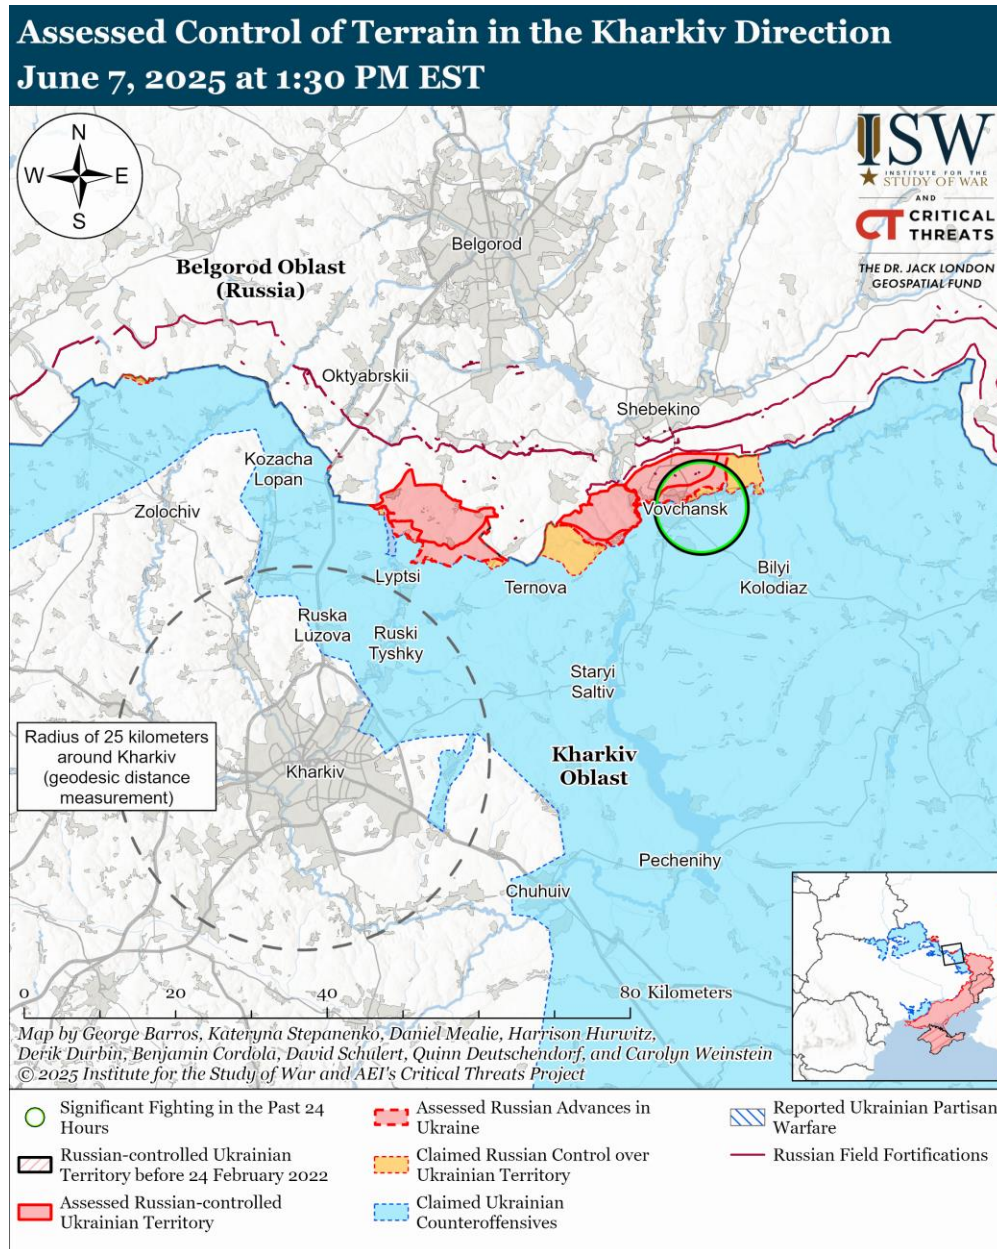 Assessed Control of Terrain in the Kharkiv Direction
June 7, 2025 at 1:30 PM EST
N
W E
S
ISW
INSTITUTE FOR THE
STUDY OF WAR
AND
CT CRITICAL
THREATS
THE DR. JACK LONDON
GEOSPATIAL FUND
Belgorod
Belgorod Oblast
(Russia)
Oktyabrskii
Shebekino
Kozacha
Lopan
Zolochiv
Vovchansk
Lyptsi
Ternova
Bilyi
Kolodiaz
Ruska
Luzova
Ruski
Tyshky
Staryi
Saltiv
Radius of 25 kilometers
around Kharkiv
(geodesic distance
measurement)
Kharkiv
Kharkiv
Oblast
Pechenihy
Chuhuiv
0 20 40 80 Kilometers
Map by George Barros, Kateryna Stepanenko, Daniel Mealie, Harrison Hurwitz,
Derik Durbin, Benjamin Cordola, David Schulert, Quinn Deutschendorf, and Carolyn Weinstein
© 2025 Institute for the Study of War and AEI's Critical Threats Project
Significant Fighting in the Past 24
Hours
Russian-controlled Ukrainian
Territory before 24 February 2022
Assessed Russian-controlled
Ukrainian Territory
Assessed Russian Advances in
Ukraine
Claimed Russian Control over
Ukrainian Territory
Claimed Ukrainian
Counteroffensives
Reported Ukrainian Partisan
Warfare
Russian Field Fortifications